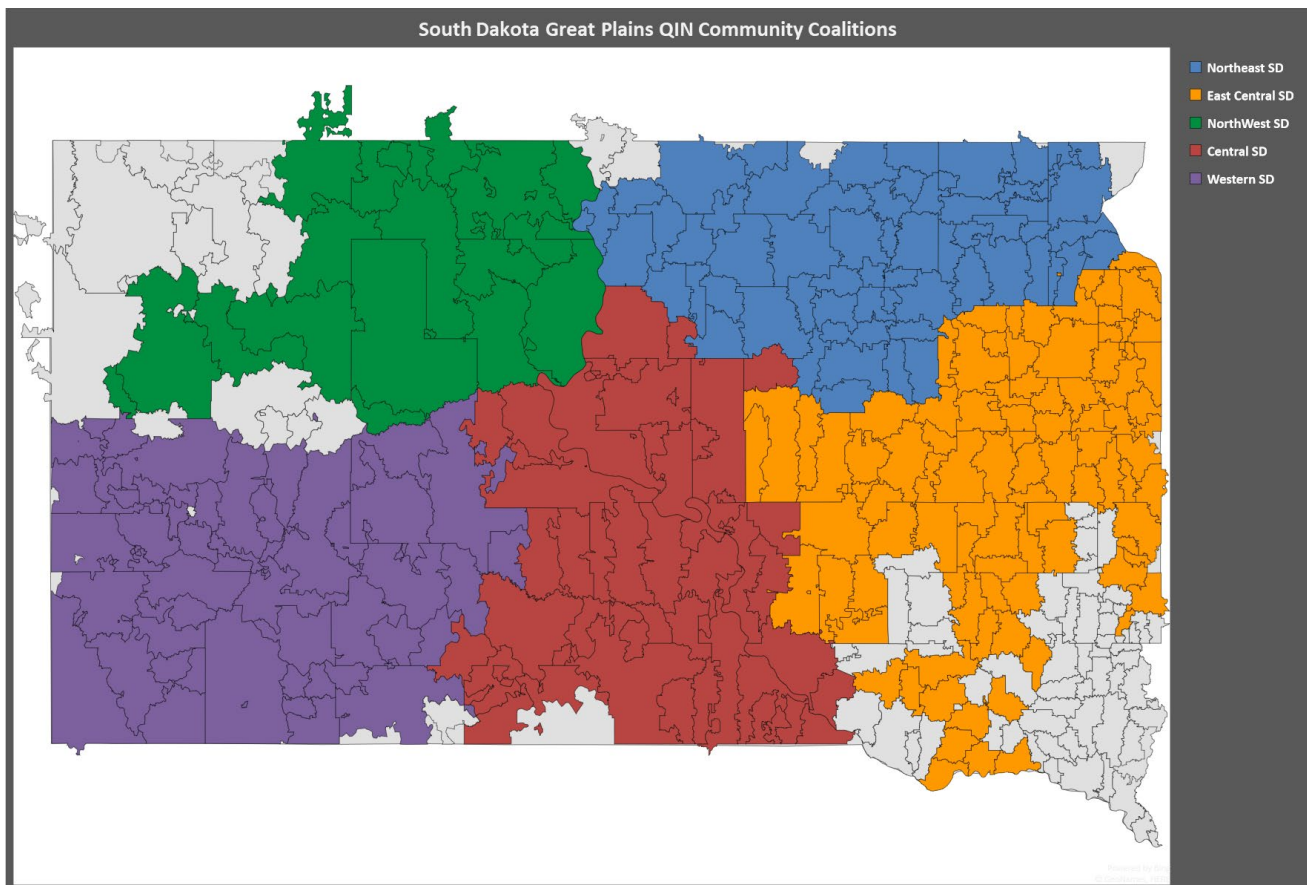 South Dakota Great Plains QIN Community Coalitions
Northeast SD
East Central SD
NorthWest SD
Central SD
Western SD